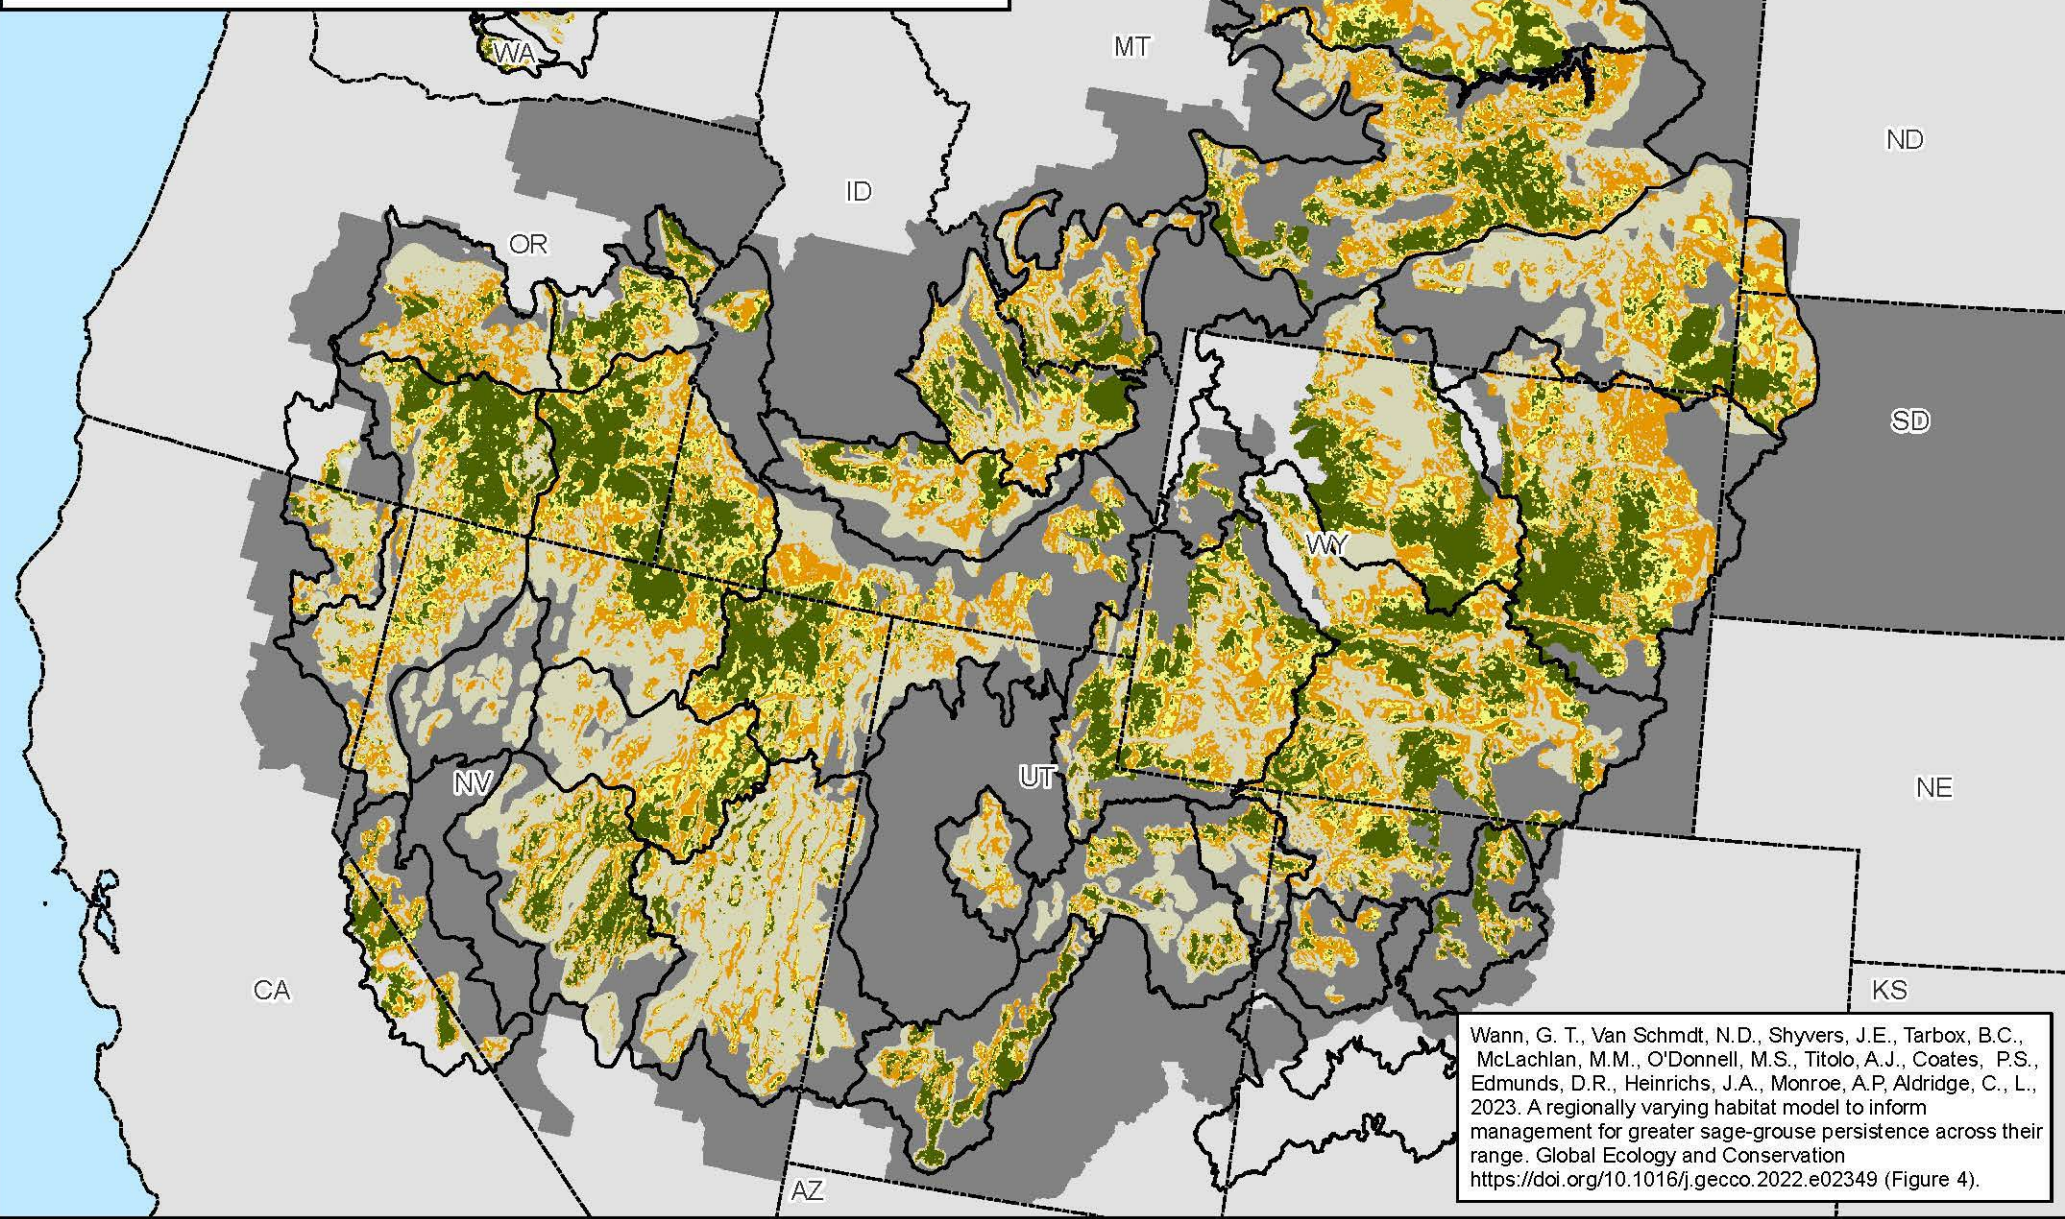 WA
MT
ND
ID
OR
SD
WY
UT
NV
NE
CA
KS
AZ
Wann, G. T., Van Schmdt, N.D., Shyvers, J.E., Tarbox, B.C.,
McLachlan, M.M., O'Donnell, M.S., Titolo, A.J., Coates, P.S.,
Edmunds, D.R., Heinrichs, J.A., Monroe, A.P, Aldridge, C., L.,
2023. A regionally varying habitat model to inform
management for greater sage-grouse persistence across their
range. Global Ecology and Conservation
https://doi.org/10.1016/j.gecco.2022.e02349 (Figure 4).